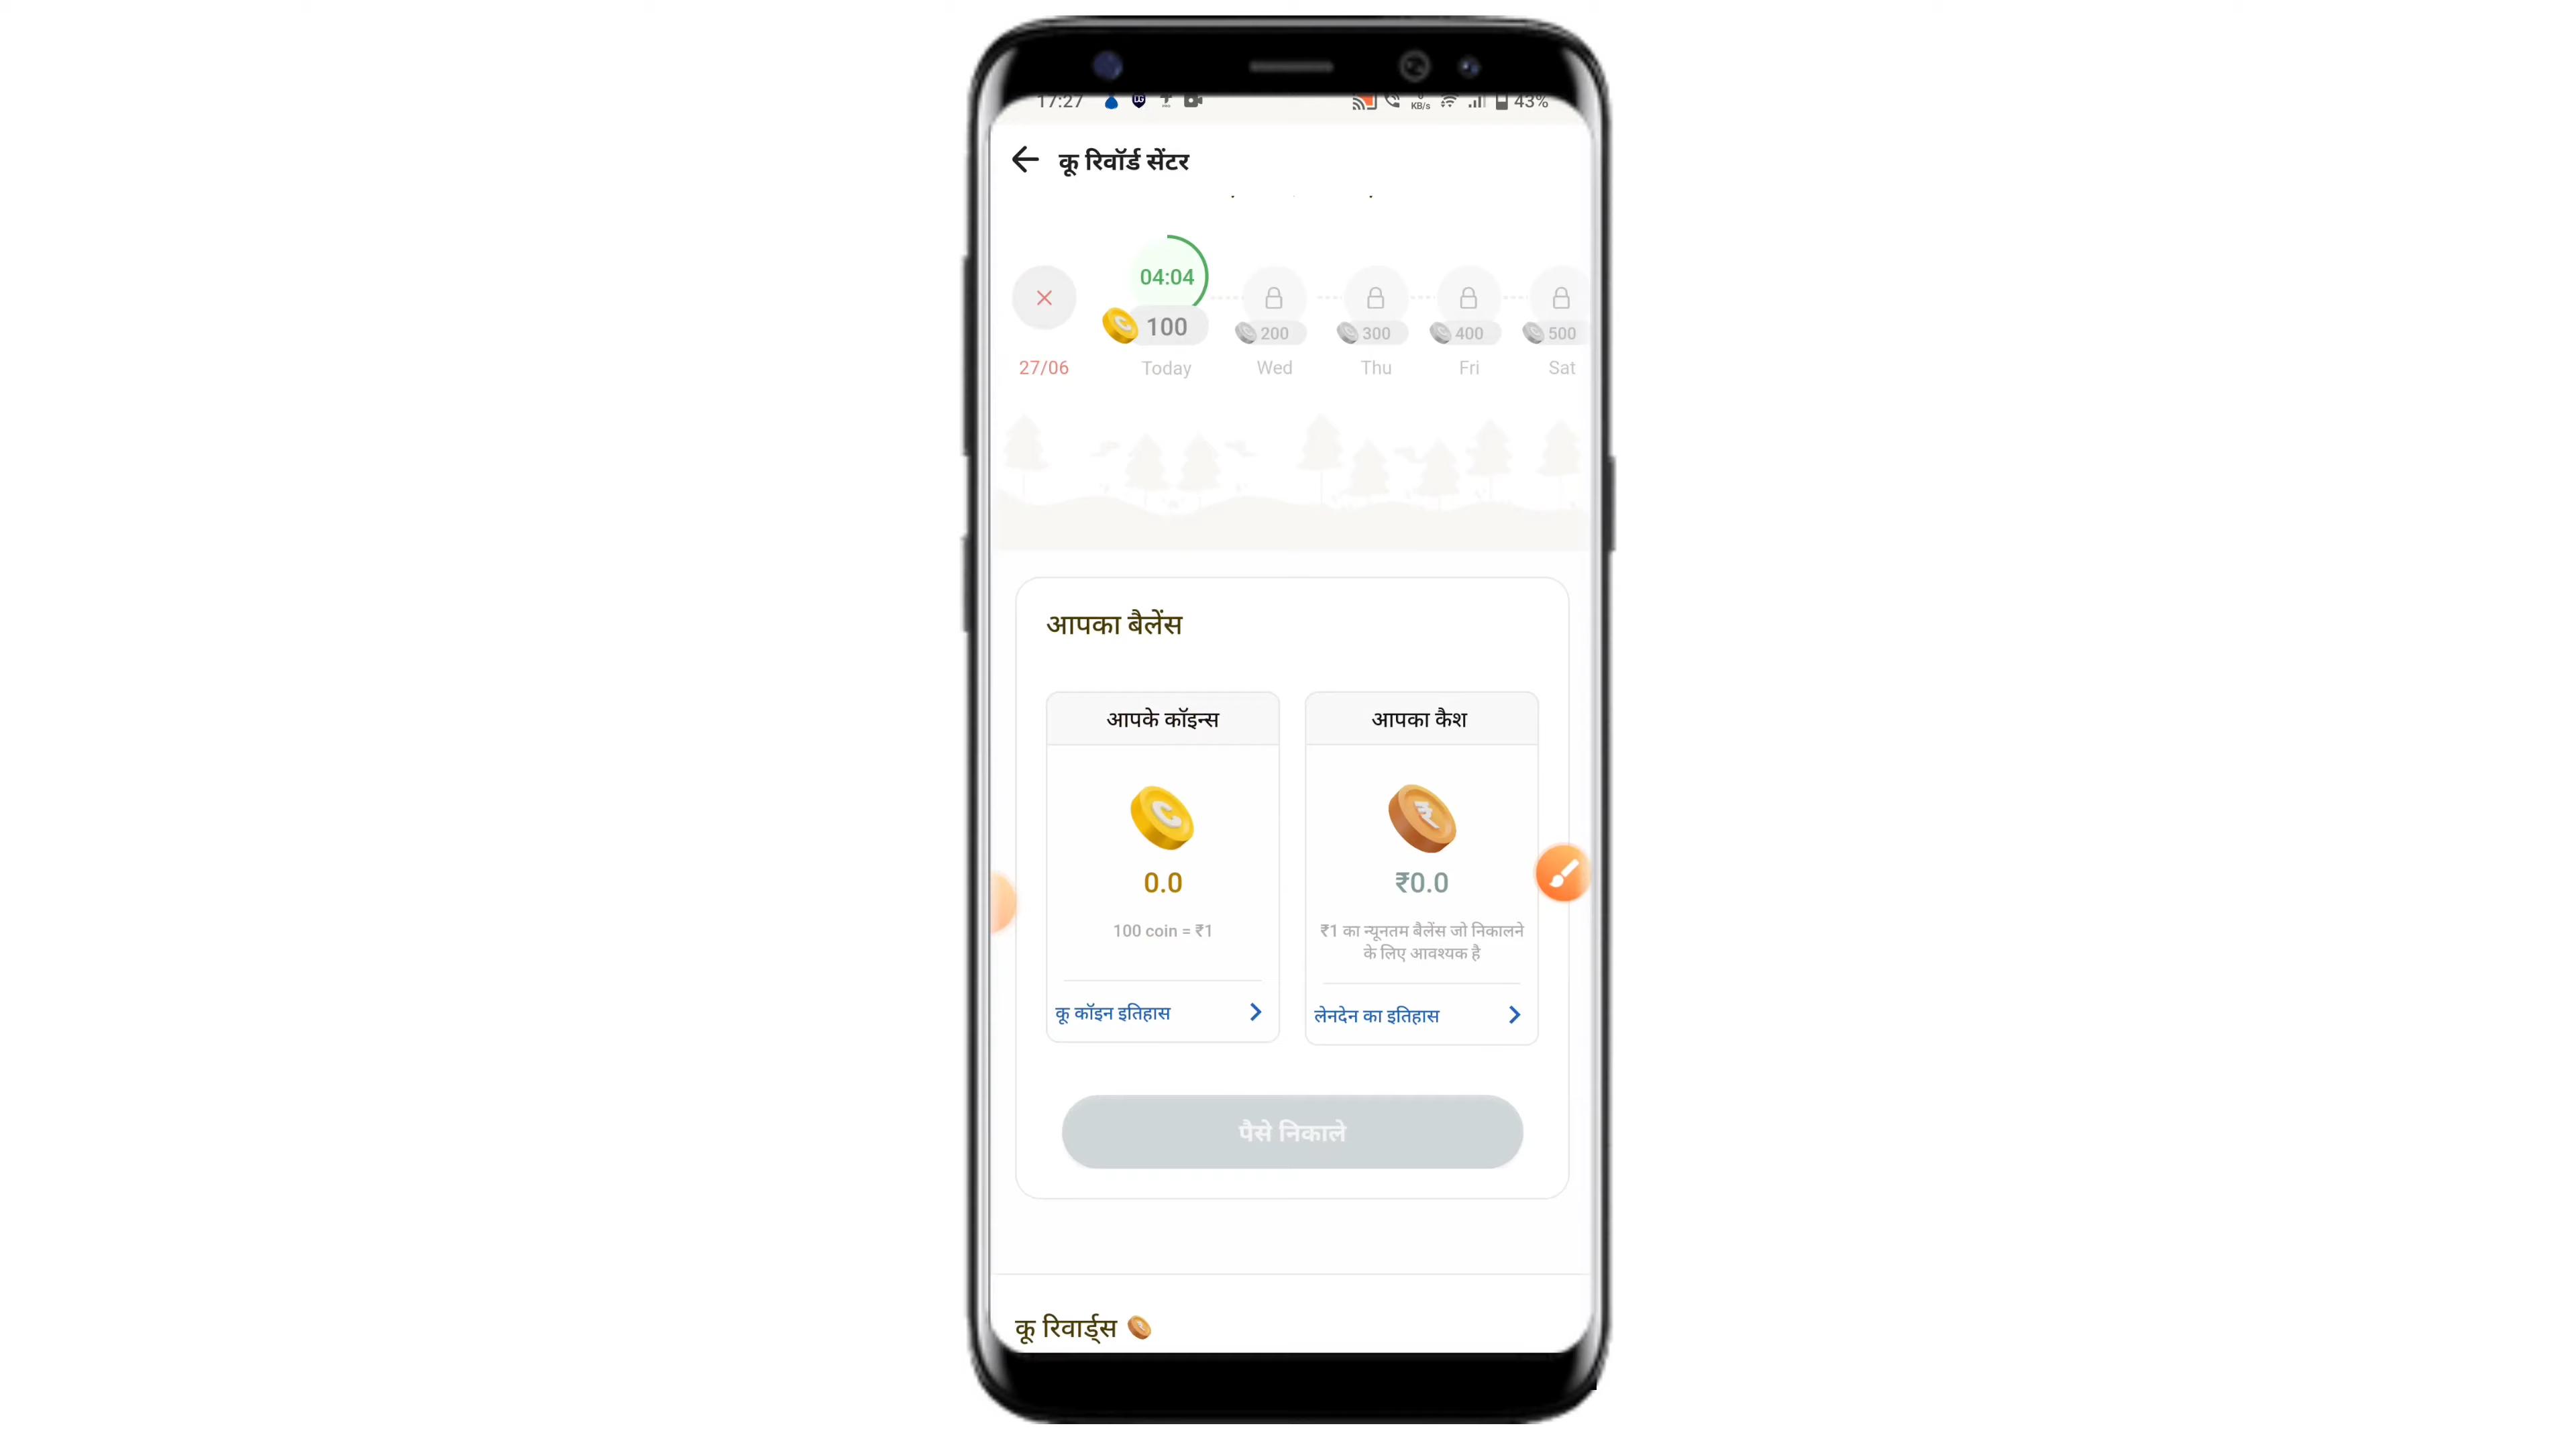 17:27
KB/s
43%
कू रिवॉर्ड सेंटर
04:04
100
200
300
400
500
27/06
Today
Wed
Thu
Fri
Sat
आपका बैलेंस
आपके कॉइन्स
आपका कैश
0.0
₹0.0
100 coin = ₹1
₹1 का न्यूनतम बैलेंस जो निकालने
के लिए आवश्यक है
कू कॉइन इतिहास
लेनदेन का इतिहास
पैसे निकाले
कू रिवार्ड्स